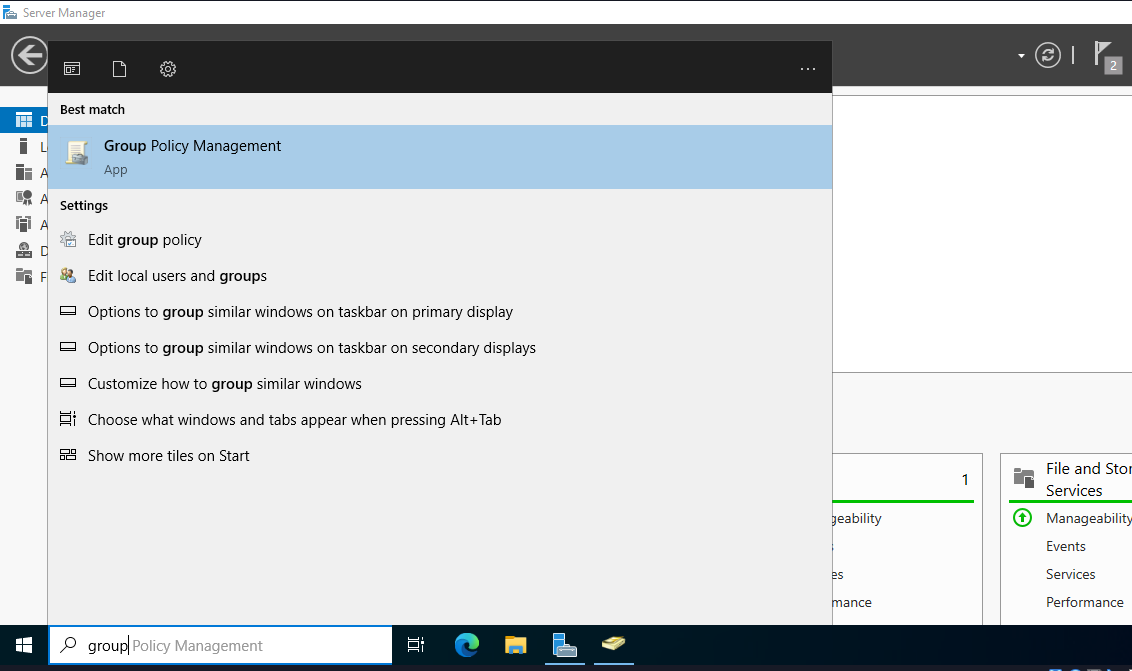 Server Manager
2
Best match
Group Policy Management
App
Settings
Edit group policy
Edit local users and groups
Options to group similar windows on taskbar on primary display
Options to group similar windows on taskbar on secondary displays
Customize how to group similar windows
Choose what windows and tabs appear when pressing Alt+Tab
Show more tiles on Start
D
L
A
A
A
D
F
1
geability
es
mance
File and Stor
Services
Manageability
Events
Services
Performance
group Policy Management